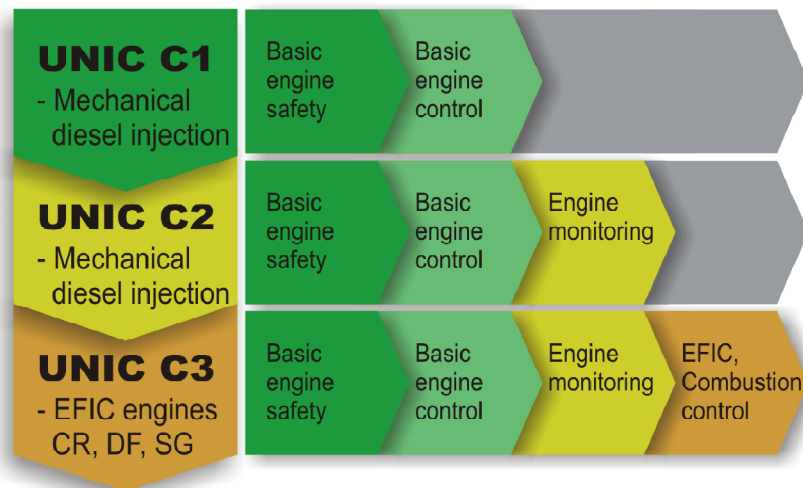 UNIC C1
- Mechanical
diesel injection
Basic
engine
safety
Basic
engine
control
UNIC C2
- Mechanical
diesel injection
Basic
engine
safety
Basic
engine
control
Engine
monitoring
UNIC C3
- EFIC engines
CR, DF, SG
Basic
engine
safety
Basic
engine
control
Engine
monitoring
EFIC,
Combustion
control